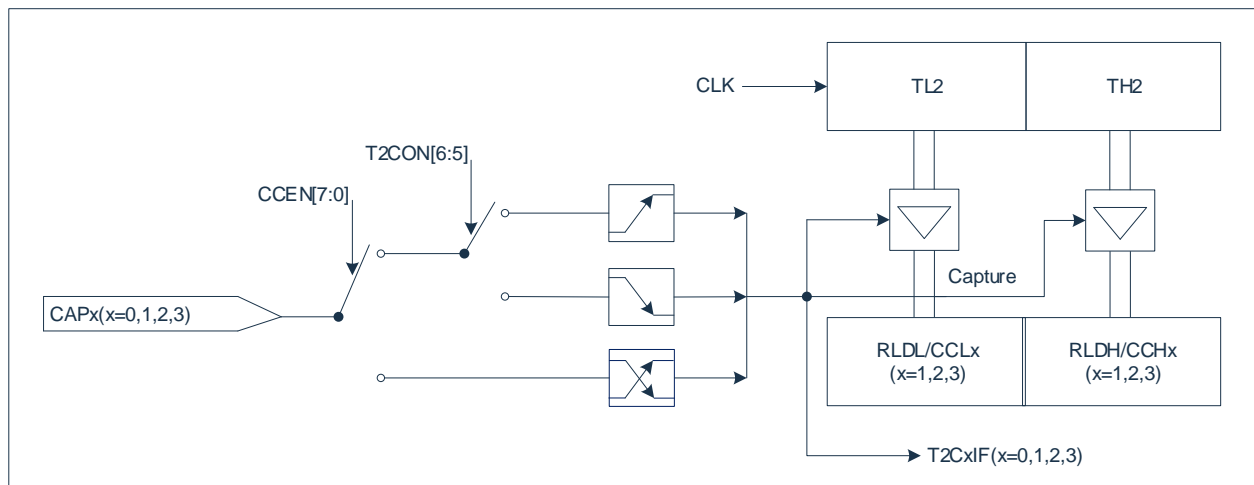 CLK
TL2
TH2
T2CON[6:5]
CCEN[7:0]
Capture
CAPx(x=0,1,2,3)
RLDL/CCLx
(x=1,2,3)
RLDH/CCHx
(x=1,2,3)
T2CxIF(x=0,1,2,3)